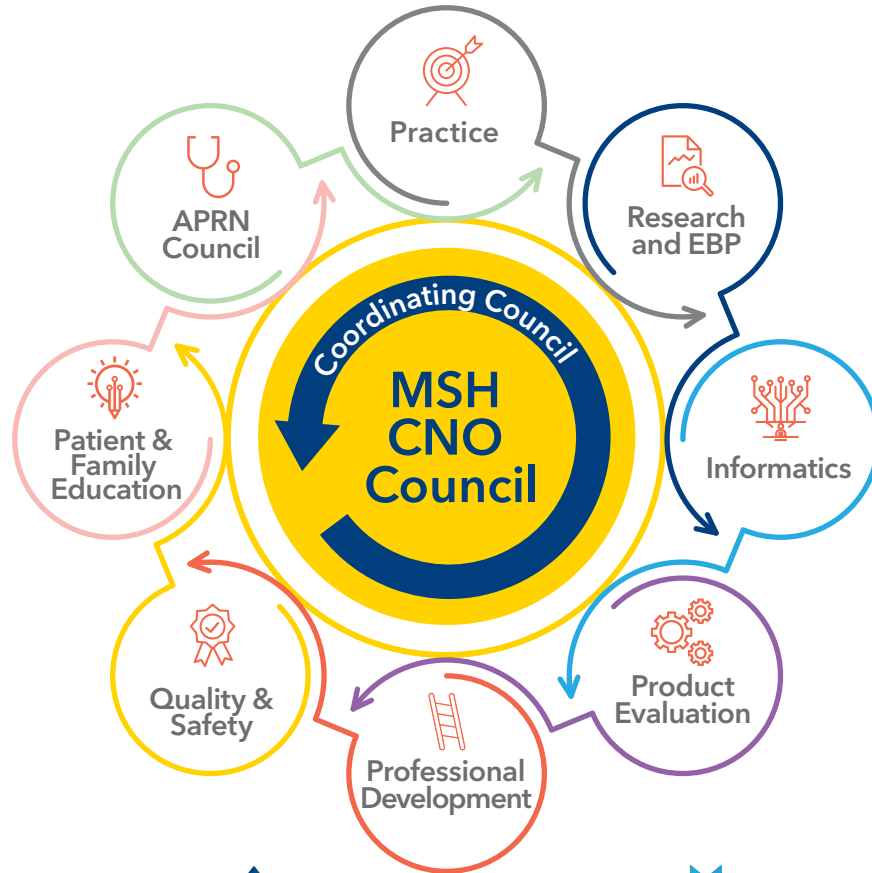 Practice
Research
and EBP
Informatics
Product
Evaluation
Professional
Development
Quality &
Safety
Patient &
Family
Education
APRN
Council
Coordinating Council
MSH
CNO
Council